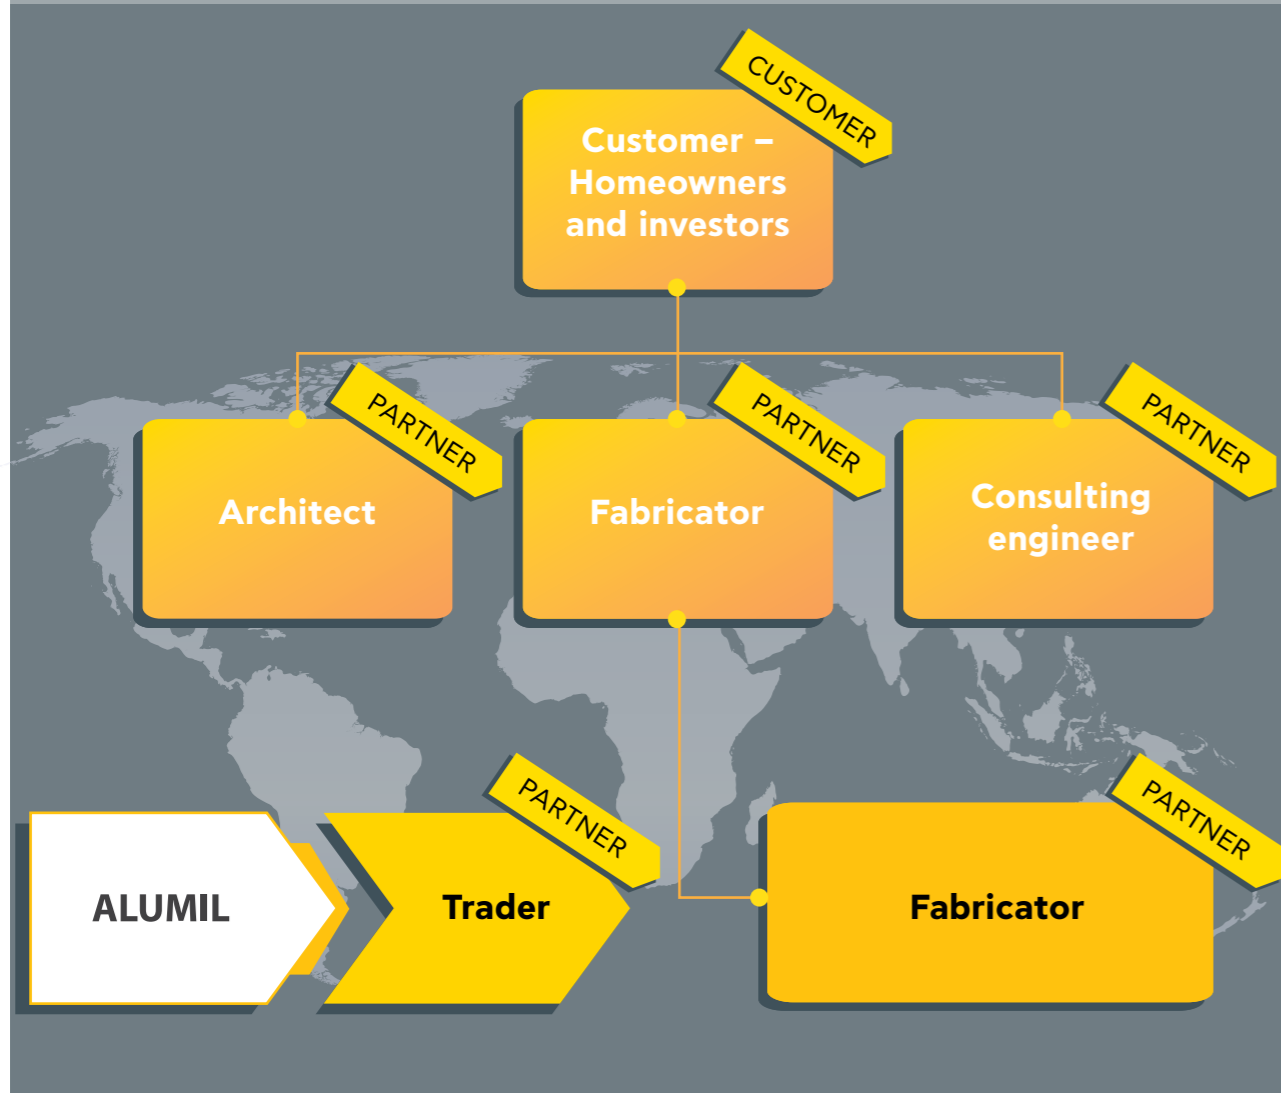 CUSTOMER
Customer –
Homeowners
and investors
PARTNER
Architect
PARTNER
Fabricator
PARTNER
Consulting
engineer
ALUMIL
PARTNER
Trader
PARTNER
Fabricator